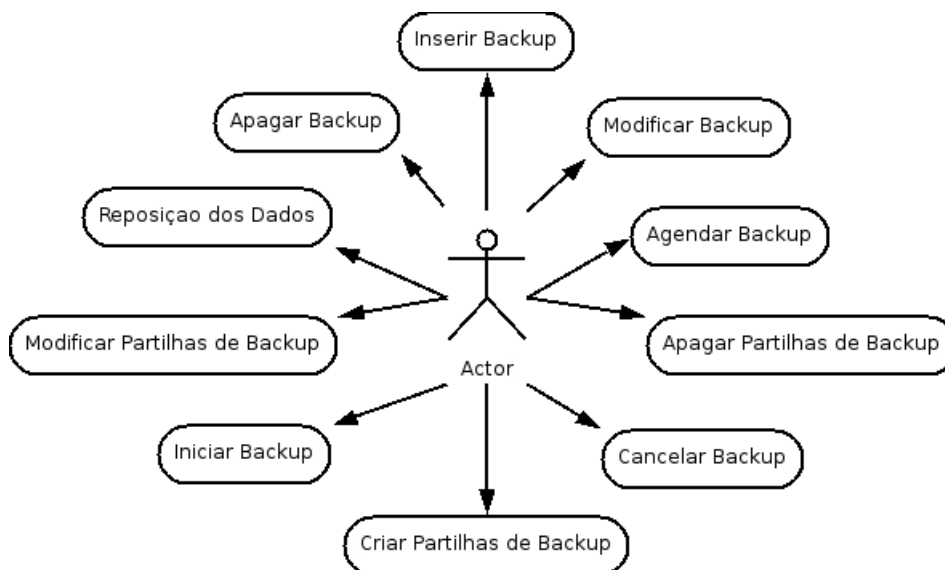 Inserir Backup
Apagar Backup
Modificar Backup
Reposiçao dos Dados
Agendar Backup
Modificar Partilhas de Backup
Apagar Partilhas de Backup
Actor
Iniciar Backup
Cancelar Backup
Criar Partilhas de Backup